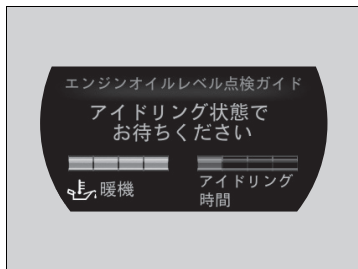 エンジンオイルレベル点検ガイド
アイドリング状態で
お待ちください
暖機
アイドリング
時間